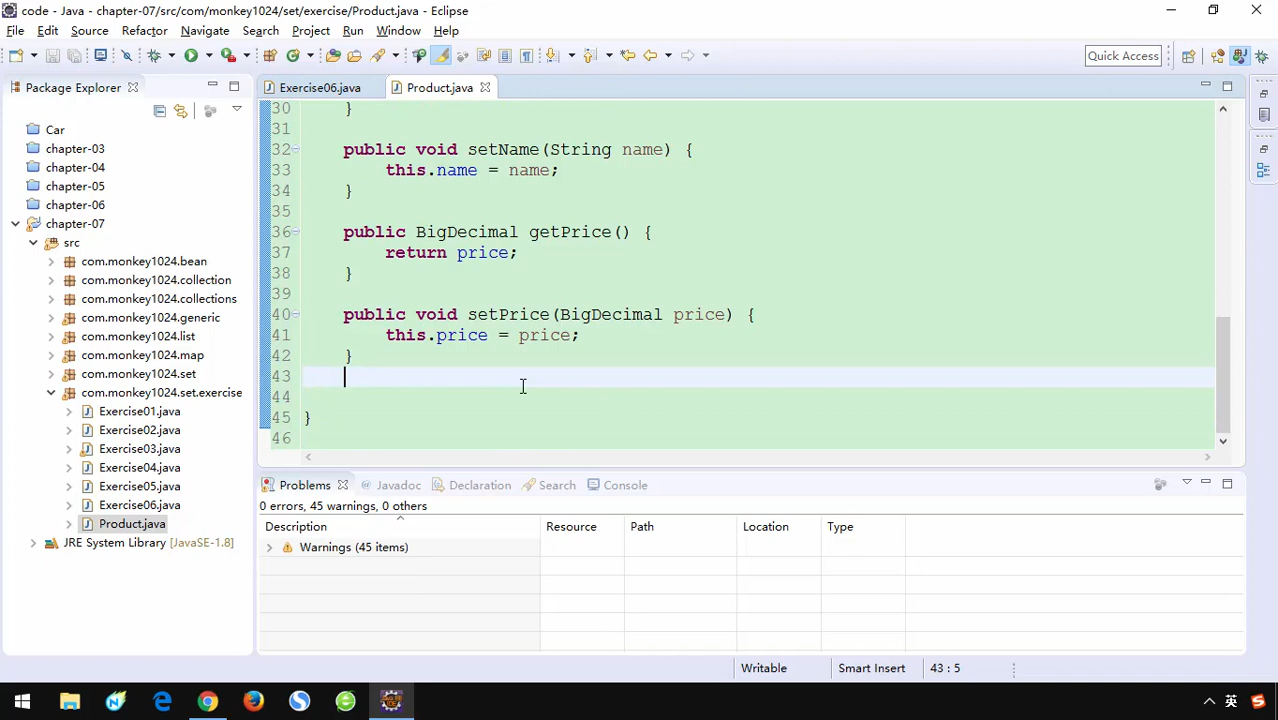 code - Java - chapter-07/src/com/monkey1024/set/exercise/Product.java - Eclipse
File Edit Source Refactor Navigate Search Project Run Window Help
Quick Access
Package Explorer
Car
chapter-03
chapter-04
chapter-05
chapter-06
chapter-07
src
com.monkey1024.bean
com.monkey1024.collection
com.monkey1024.collections
com.monkey1024.generic
com.monkey1024.list
com.monkey1024.map
com.monkey1024.set
com.monkey1024.set.exercise
Exercise01.java
Exercise02.java
Exercise03.java
Exercise04.java
Exercise05.java
Exercise06.java
Product.java
JRE System Library [JavaSE-1.8]
Exercise06.java Product.java
30 }
31
32 public void setName(String name) {
33 this.name = name;
34 }
35
36 public BigDecimal getPrice() {
37 return price;
38 }
39
40 public void setPrice(BigDecimal price) {
41 this.price = price;
42 }
43
44
45 }
46
Problems @ Javadoc Declaration Search Console
0 errors, 45 warnings, 0 others
Description Resource Path Location Type
Warnings (45 items)
Writable Smart Insert 43 : 5
英